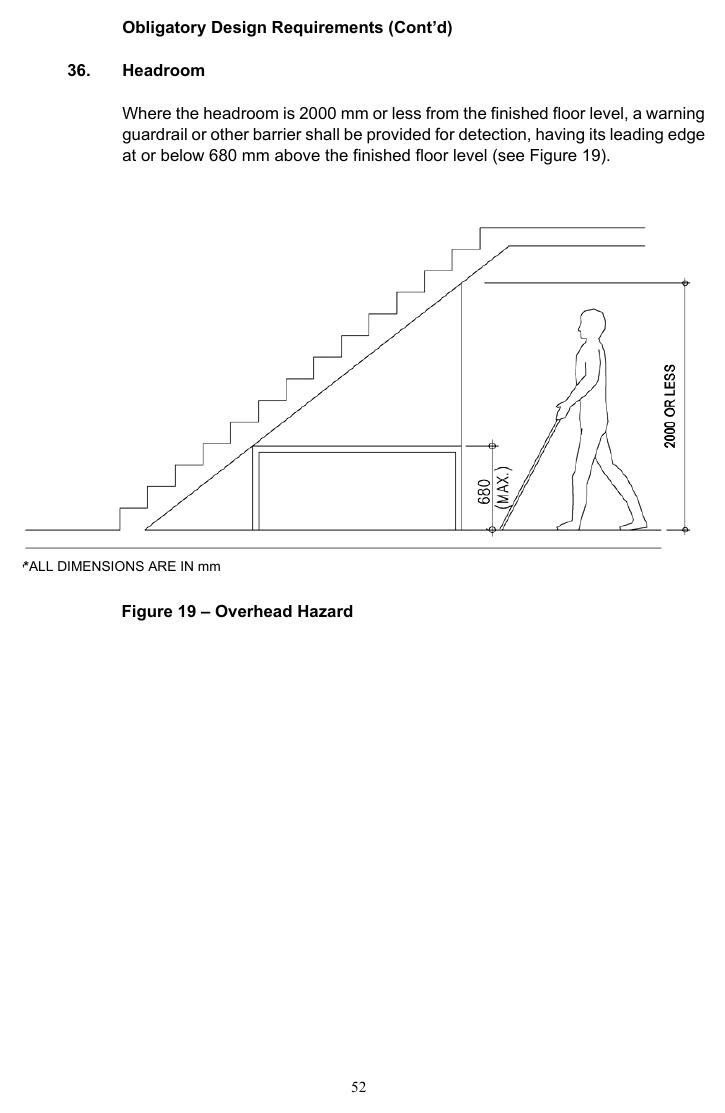 Obligatory Design Requirements (Cont’d)
36. Headroom
Where the headroom is 2000 mm or less from the finished floor level, a warning
guardrail or other barrier shall be provided for detection, having its leading edge
at or below 680 mm above the finished floor level (see Figure 19).
2000 OR LESS
680
(MAX.)
*ALL DIMENSIONS ARE IN mm
Figure 19 – Overhead Hazard
52